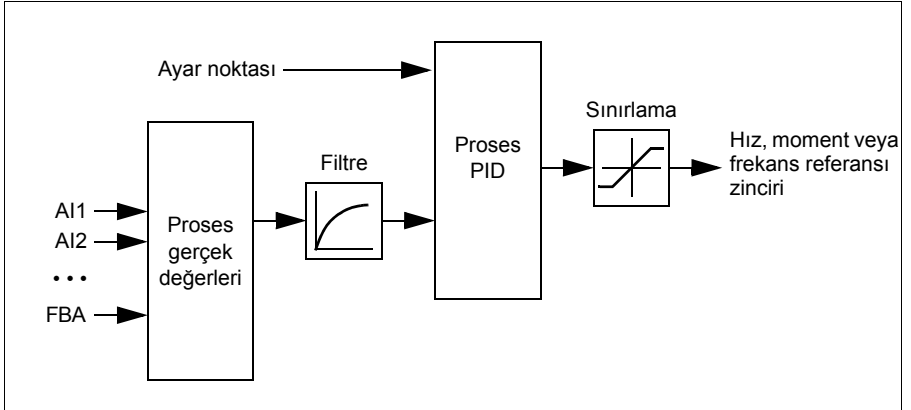 Ayar noktası
Sınırlama
Proses
PID
Hız, moment veya
frekans referansı
zinciri
Filtre
AI1
AI2
• • •
FBA
Proses
gerçek
değerleri